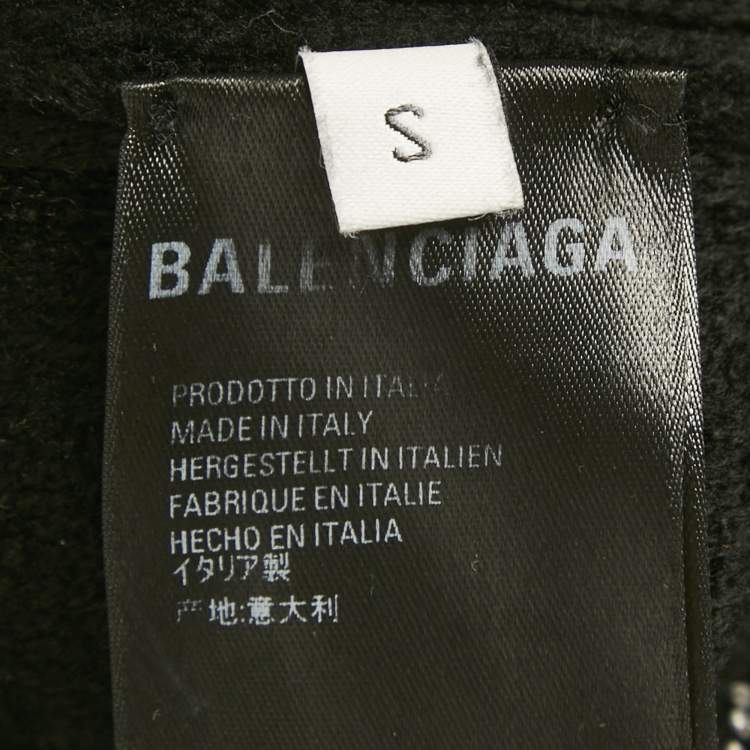 S
BALENCIAGA
PRODOTTO IN ITALIA
MADE IN ITALY
HERGESTELLT IN ITALIEN
FABRIQUE EN ITALIE
HECHO EN ITALIA
イタリア製
产地:意大利